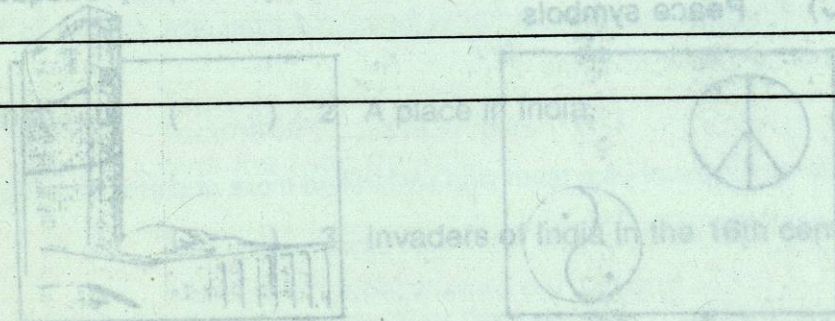 Peace symbols
( ) 2 A place in India.
( ) 3 Invaders of India in the 16th cen